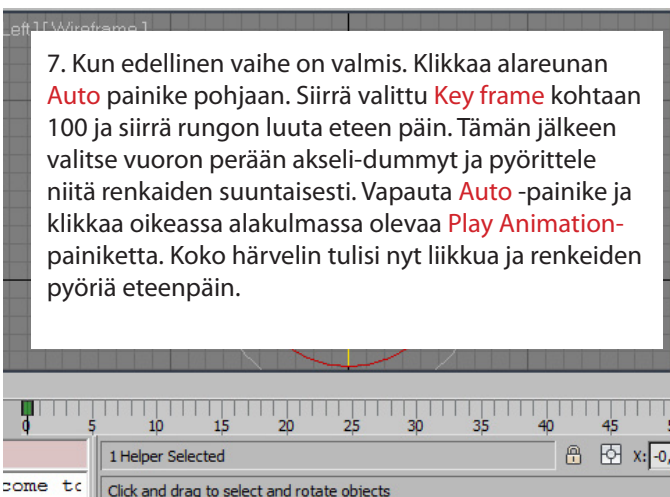 Left ] [ Wireframe ]
7. Kun edellinen vaihe on valmis. Klikkaa alareunan
Auto painike pohjaan. Siirrä valittu Key frame kohtaan
100 ja siirrä rungon luuta eteen päin. Tämän jälkeen
valitse vuoron perään akseli-dummyt ja pyörittele
niitä renkaiden suuntaisesti. Vapauta Auto -painike ja
klikkaa oikeassa alakulmassa olevaa Play Animation-
painiketta. Koko härvelin tulisi nyt liikkua ja renkeiden
pyöriä eteenpäin.
0 5 10 15 20 25 30 35 40 45
1 Helper Selected X: -0,
come to Click and drag to select and rotate objects